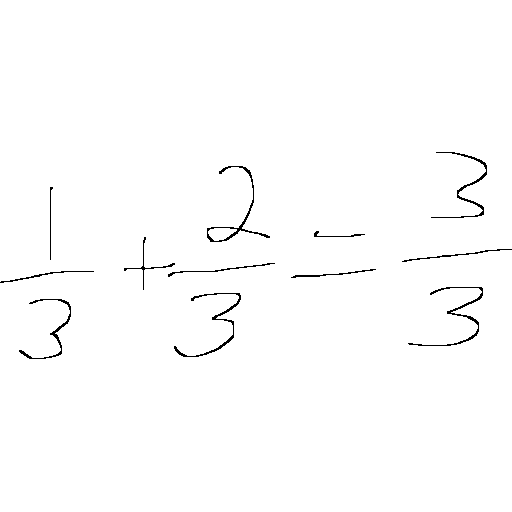 1/3 + 2/3 = 3/3